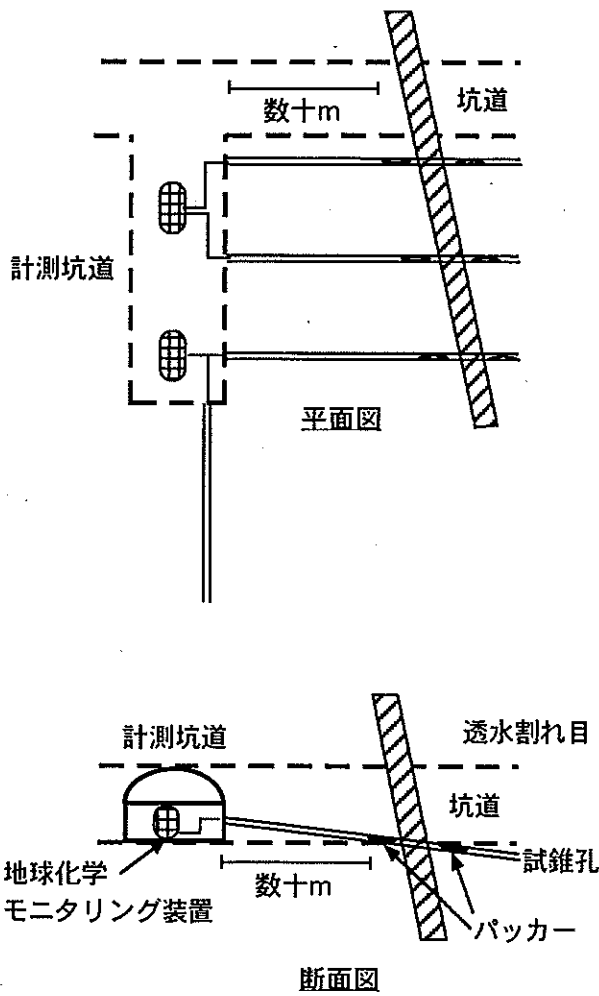 数十m
坑道
計測坑道
平面図
計測坑道
透水割れ目
坑道
試錐孔
地球化学
モニタリング装置
数十m
パッカー
断面図